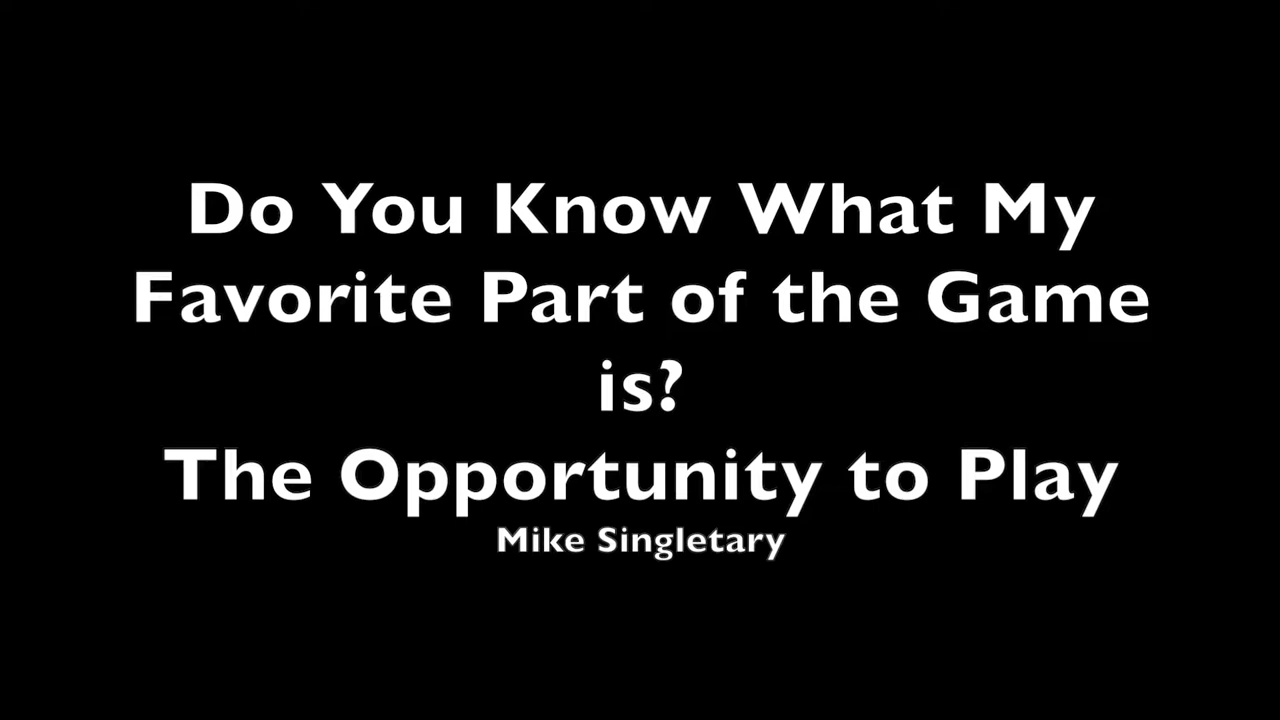 Do You Know What My
Favorite Part of the Game
is?
The Opportunity to Play
Mike Singletary